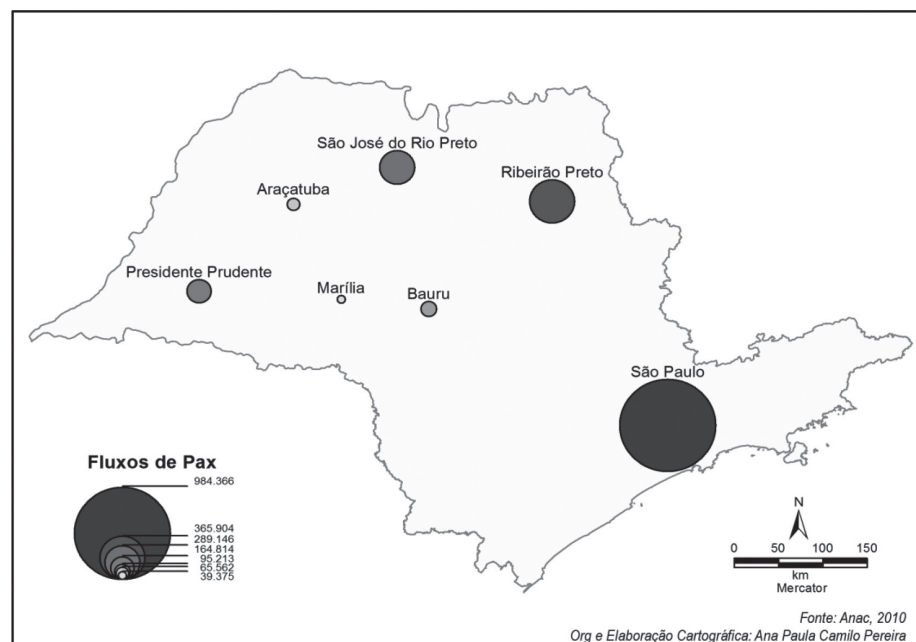 São José do Rio Preto
Ribeirão Preto
Araçatuba
Presidente Prudente
Marília
Bauru
São Paulo
Fluxos de Pax
984.366
365.904
289.146
164.814
95.213
65.562
39.375
N
0 50 100 150
km
Mercator
Fonte: Anac, 2010
Org e Elaboração Cartográfica: Ana Paula Camilo Pereira